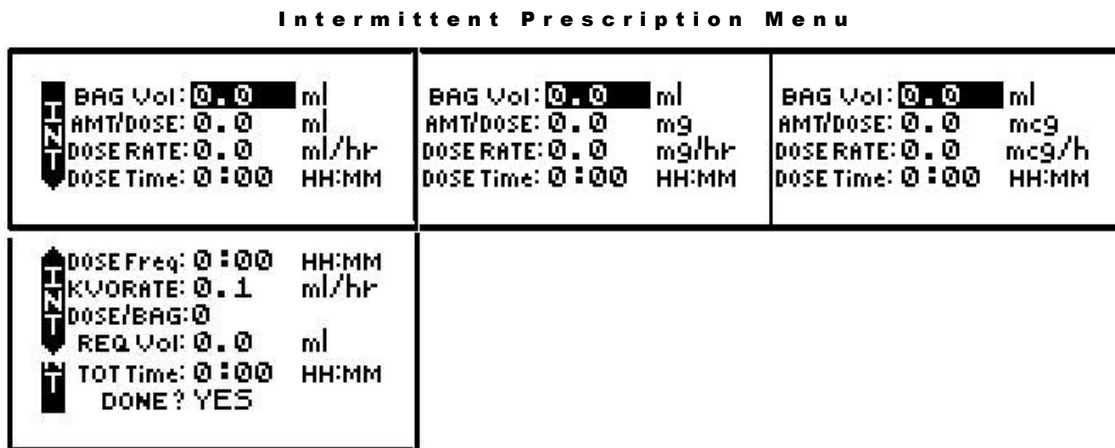 Intermittent Prescription Menu
INT
BAG Vol: 0.0 ml
AMT/DOSE: 0.0 ml
DOSE RATE: 0.0 ml/hr
DOSE Time: 0:00 HH:MM
BAG Vol: 0.0 ml
AMT/DOSE: 0.0 mg
DOSE RATE: 0.0 mg/hr
DOSE Time: 0:00 HH:MM
BAG Vol: 0.0 ml
AMT/DOSE: 0.0 mcg
DOSE RATE: 0.0 mcg/h
DOSE Time: 0:00 HH:MM
INT
DOSE Freq: 0:00 HH:MM
KVO RATE: 0.1 ml/hr
DOSE/BAG: 0
REQ Vol: 0.0 ml
T
TOT Time: 0:00 HH:MM
DONE? YES